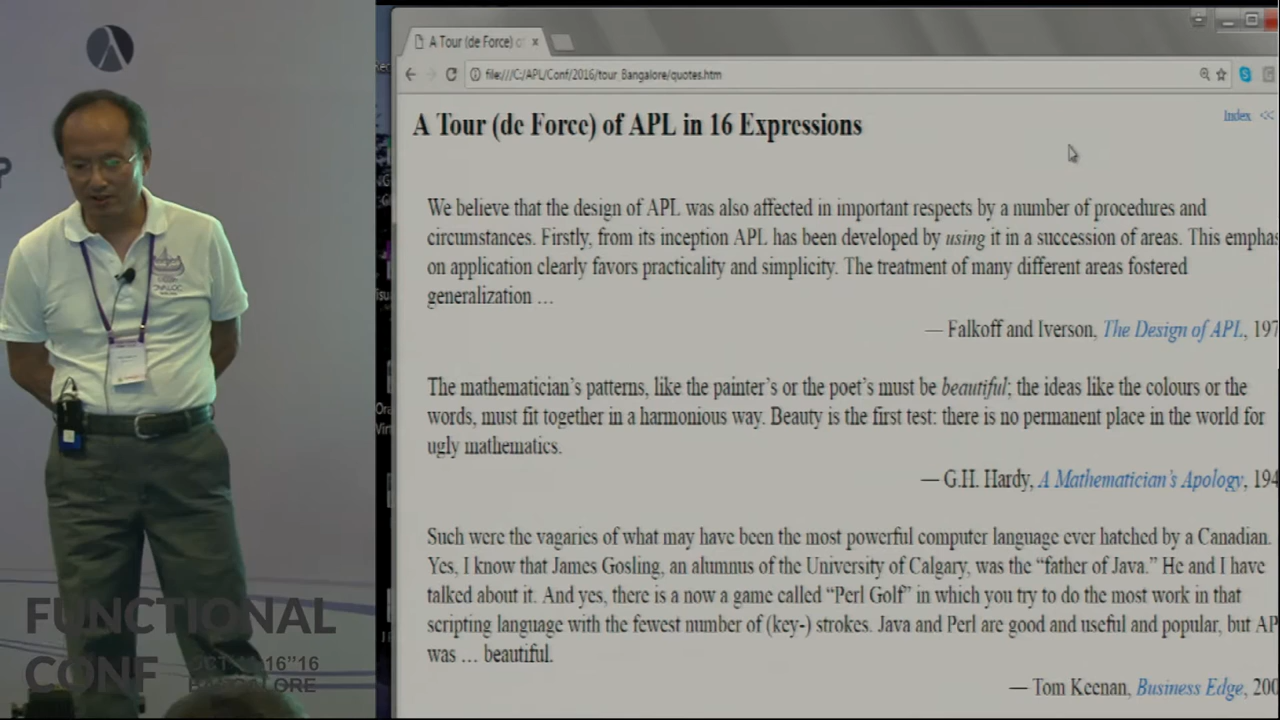 A Tour (de Force) of
file:///C:/APL/Conf/2016/tour_Bangalore/quotes.htm
A Tour (de Force) of APL in 16 Expressions
Index <<
We believe that the design of APL was also affected in important respects by a number of procedures and
circumstances. Firstly, from its inception APL has been developed by using it in a succession of areas. This emphas
on application clearly favors practicality and simplicity. The treatment of many different areas fostered
generalization …
— Falkoff and Iverson, The Design of APL, 197
The mathematician's patterns, like the painter's or the poet's must be beautiful; the ideas like the colours or the
words, must fit together in a harmonious way. Beauty is the first test: there is no permanent place in the world for
ugly mathematics.
— G.H. Hardy, A Mathematician's Apology, 194
Such were the vagaries of what may have been the most powerful computer language ever hatched by a Canadian.
Yes, I know that James Gosling, an alumnus of the University of Calgary, was the “father of Java.” He and I have
talked about it. And yes, there is a now a game called “Perl Golf” in which you try to do the most work in that
scripting language with the fewest number of (key-) strokes. Java and Perl are good and useful and popular, but AP
was … beautiful.
— Tom Keenan, Business Edge, 200
FUNCTIONAL
CONF
16"16
BANGALORE